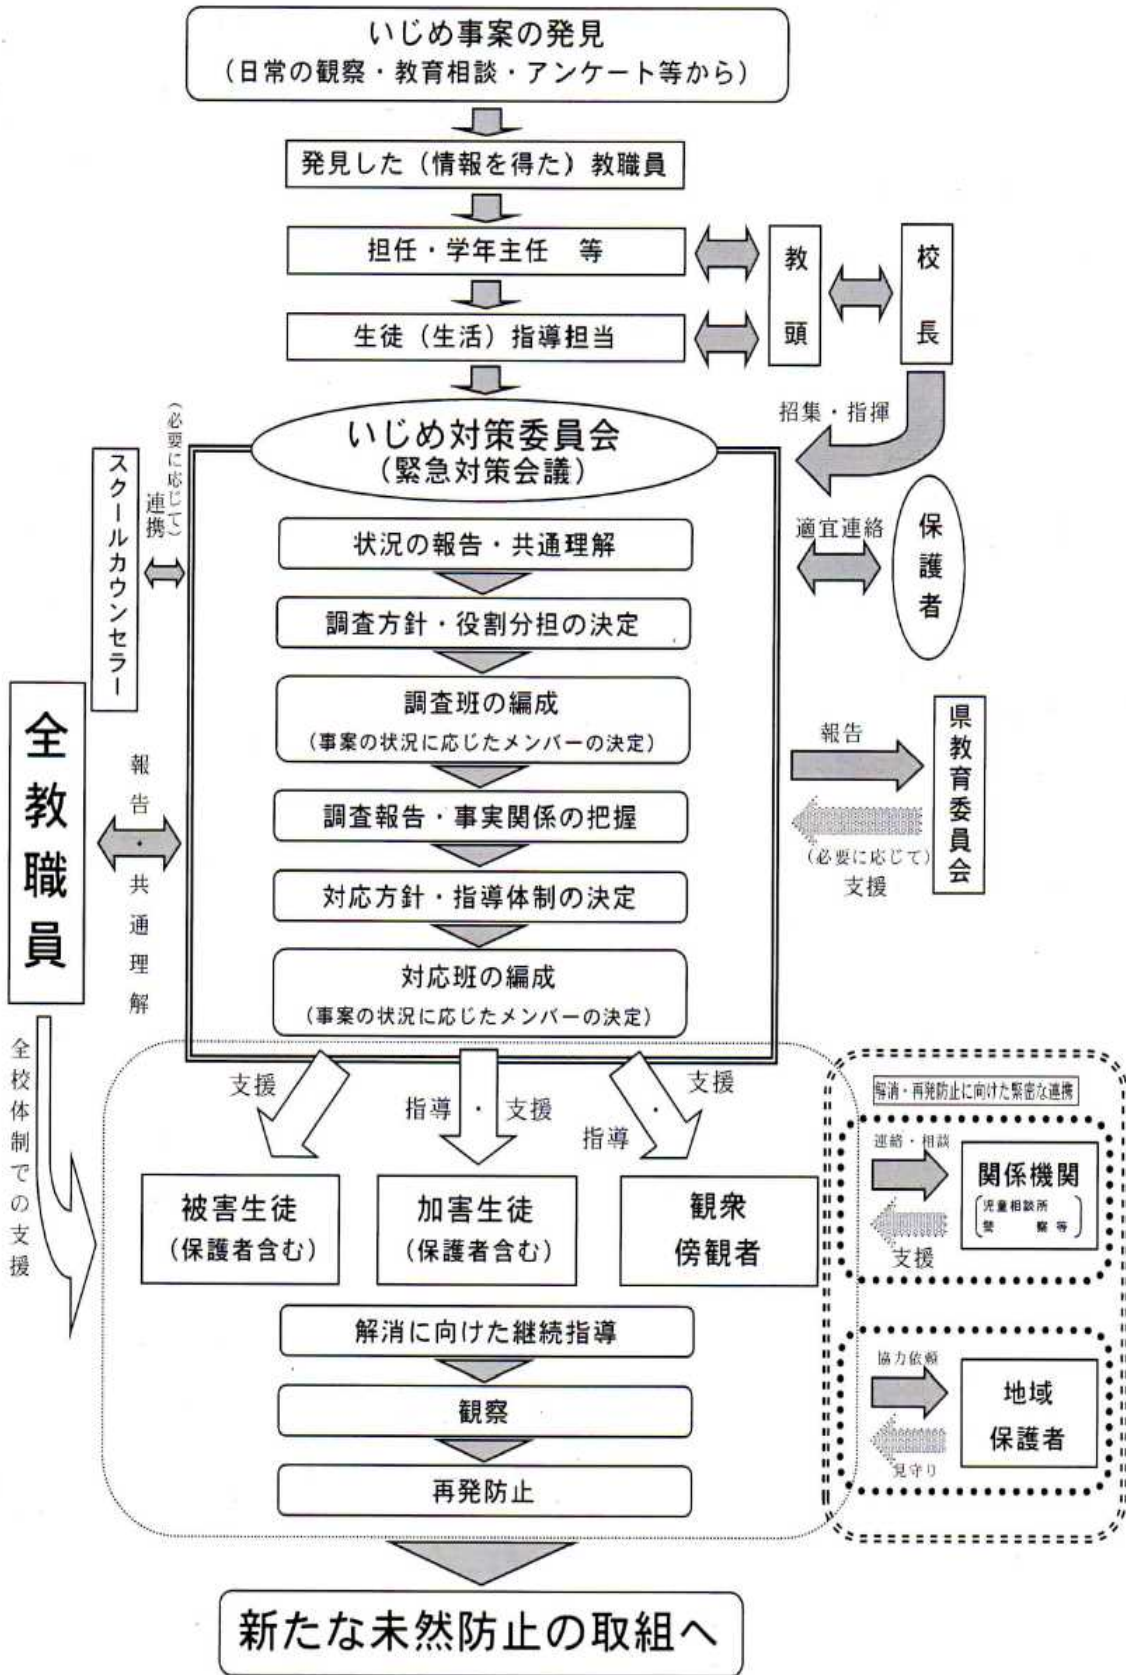 いじめ事案の発見
(日常の観察・教育相談・アンケート等から)
発見した(情報を得た)教職員
担任・学年主任 等
教頭
校長
生徒(生活)指導担当
招集・指揮
いじめ対策委員会
(緊急対策会議)
(必要に応じて)
連携
スクールカウンセラー
状況の報告・共通理解
適宜連絡
保護者
調査方針・役割分担の決定
調査班の編成
(事案の状況に応じたメンバーの決定)
全教職員
報告・共通理解
報告
県教育委員会
(必要に応じて)
支援
調査報告・事実関係の把握
対応方針・指導体制の決定
対応班の編成
(事案の状況に応じたメンバーの決定)
全校体制での支援
支援
指導・支援
指導・支援
被害生徒
(保護者含む)
加害生徒
(保護者含む)
観衆
傍観者
解消・再発防止に向けた緊密な連携
連絡・相談
関係機関
児童相談所
警察等
支援
協力依頼
地域
保護者
見守り
解消に向けた継続指導
観察
再発防止
新たな未然防止の取組へ